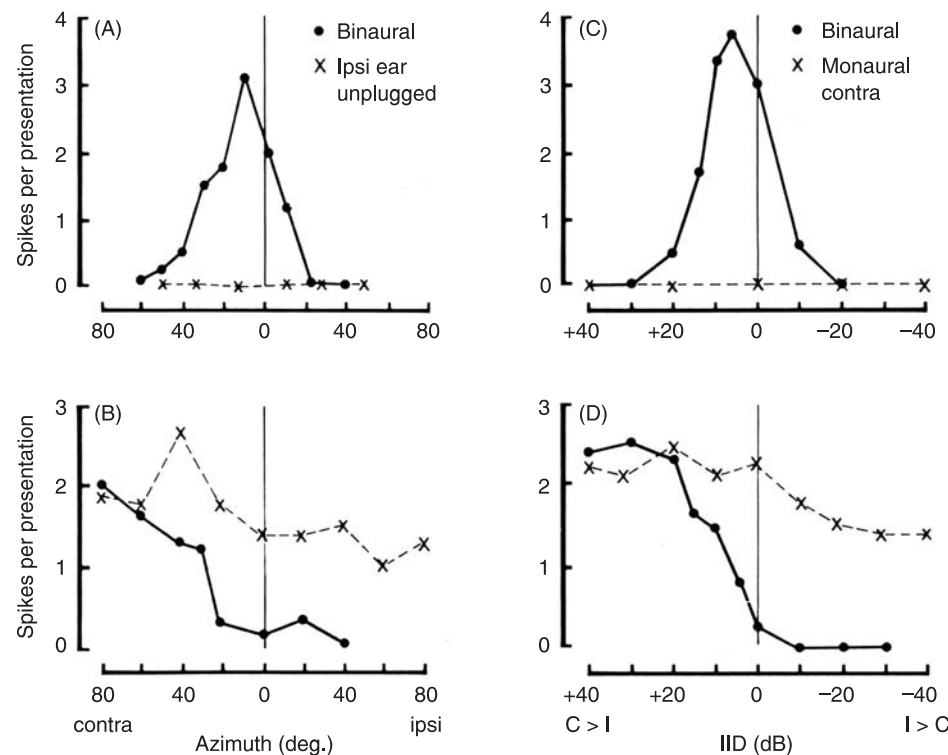 (A)
Binaural
Ipsi ear
unplugged
Spikes per presentation
4
3
2
1
0
80 40 0 40 80
(C)
Binaural
Monaural
contra
4
3
2
1
0
+40 +20 0 −20 −40
(B)
Spikes per presentation
3
2
1
0
80 40 0 40 80
contra ipsi
Azimuth (deg.)
(D)
3
2
1
0
+40 +20 0 −20 −40
C > I I > C
IID (dB)